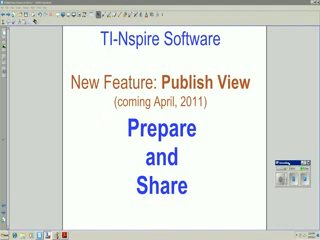 TI-Nspire Software
New Feature: Publish View
(coming April, 2011)
Prepare
and
Share